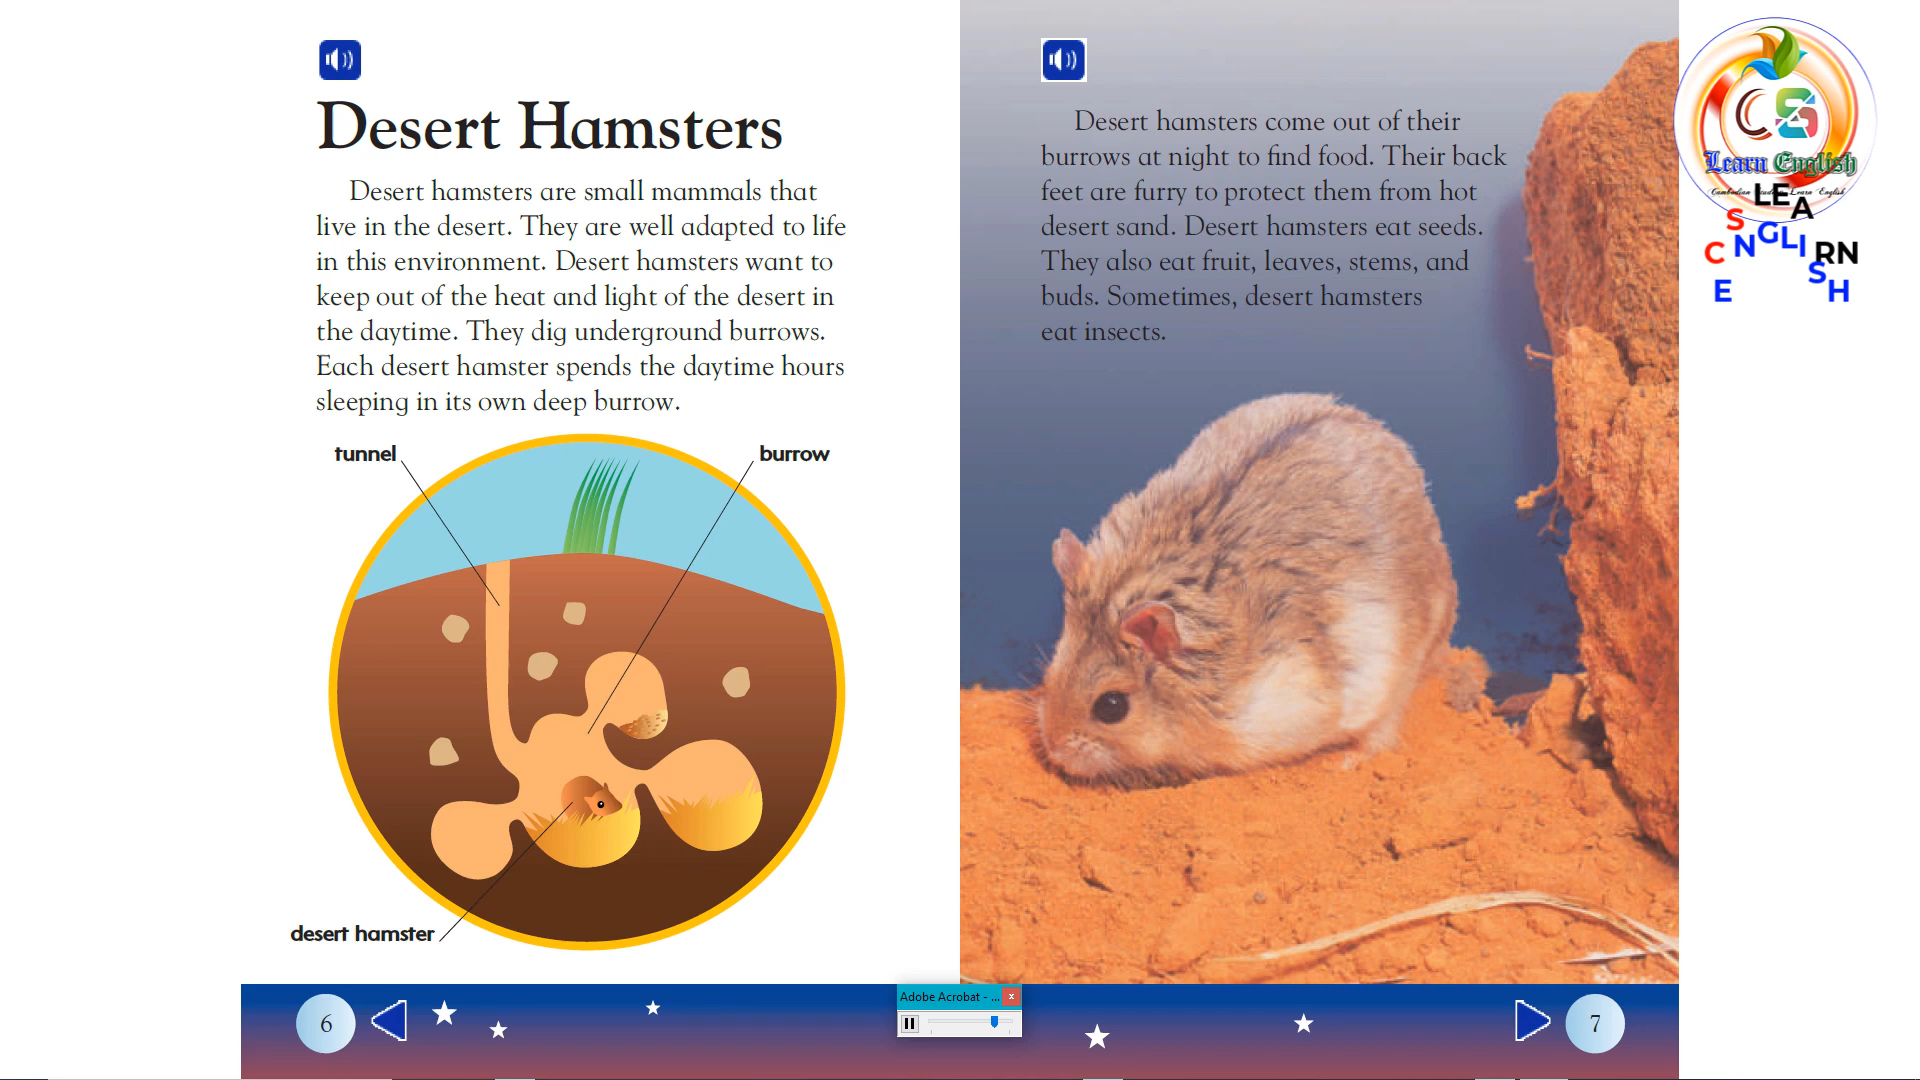 Desert Hamsters
Desert hamsters are small mammals that
live in the desert. They are well adapted to life
in this environment. Desert hamsters want to
keep out of the heat and light of the desert in
the daytime. They dig underground burrows.
Each desert hamster spends the daytime hours
sleeping in its own deep burrow.
tunnel
burrow
desert hamster
6
Desert hamsters come out of their
burrows at night to find food. Their back
feet are furry to protect them from hot
desert sand. Desert hamsters eat seeds.
They also eat fruit, leaves, stems, and
buds. Sometimes, desert hamsters
eat insects.
7
Adobe Acrobat - ...
x
CS
Learn English
LEA
S
C NGLI RN
S
E H